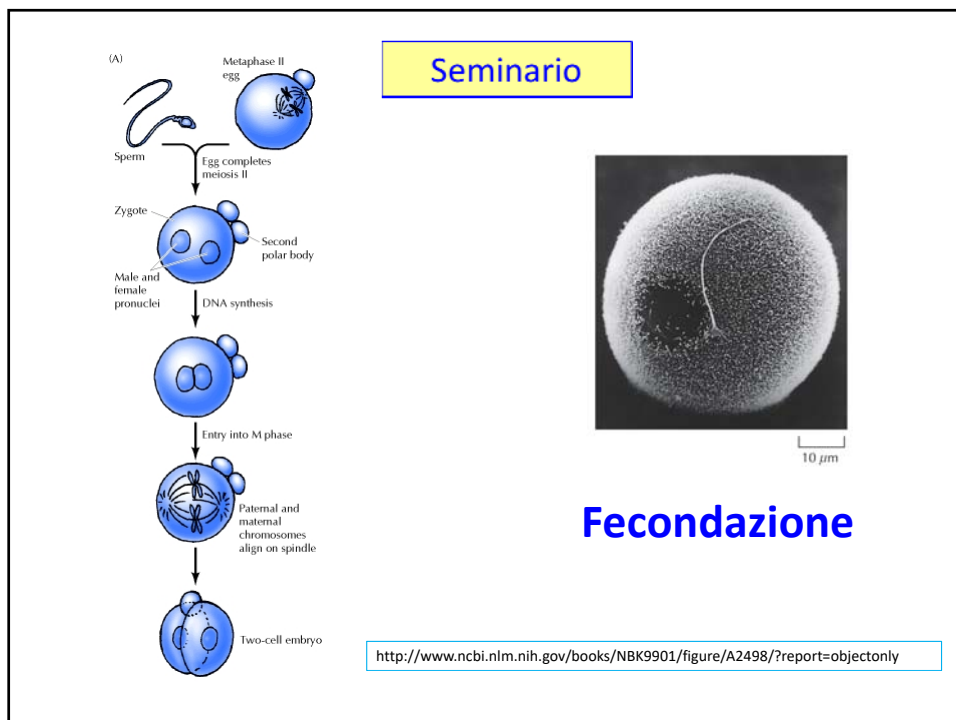 (A)
Metaphase II
egg
Seminario
Sperm
Egg completes
meiosis II
Zygote
Second
polar body
Male and
female
pronuclei
DNA synthesis
Entry into M phase
10 μm
Paternal and
maternal
chromosomes
align on spindle
Fecondazione
Two-cell embryo
http://www.ncbi.nlm.nih.gov/books/NBK9901/figure/A2498/?report=objectonly